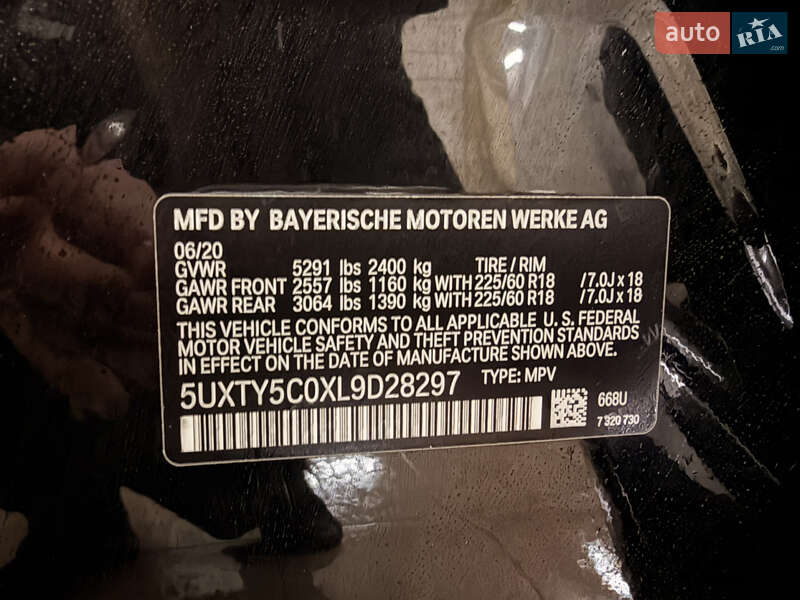 auto RIA .com
MFD BY BAYERISCHE MOTOREN WERKE AG
06/20
GVWR 5291 lbs 2400 kg TIRE / RIM
GAWR FRONT 2557 lbs 1160 kg WITH 225/60 R18 / 7.0J x 18
GAWR REAR 3064 lbs 1390 kg WITH 225/60 R18 / 7.0J x 18
THIS VEHICLE CONFORMS TO ALL APPLICABLE U. S. FEDERAL
MOTOR VEHICLE SAFETY AND THEFT PREVENTION STANDARDS
IN EFFECT ON THE DATE OF MANUFACTURE SHOWN ABOVE.
5UXTY5C0XL9D28297 TYPE: MPV
668U
7 320 730